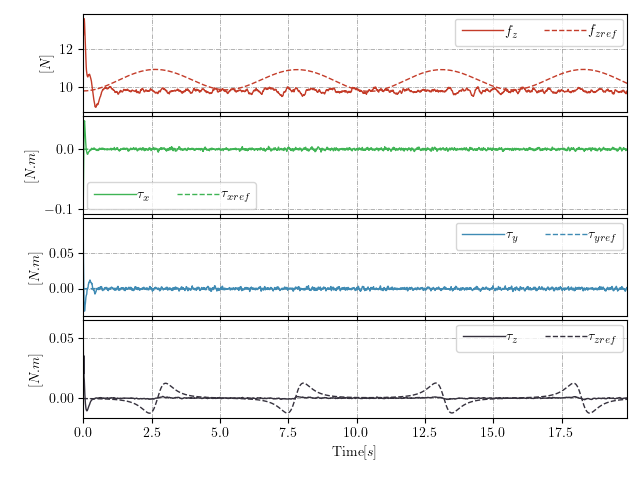 12
10
[N]
f_z f_zref
0.0
−0.1
[N.m]
τ_x τ_xref
0.05
0.00
[N.m]
τ_y τ_yref
0.05
0.00
[N.m]
τ_z τ_zref
0.0 2.5 5.0 7.5 10.0 12.5 15.0 17.5
Time[s]